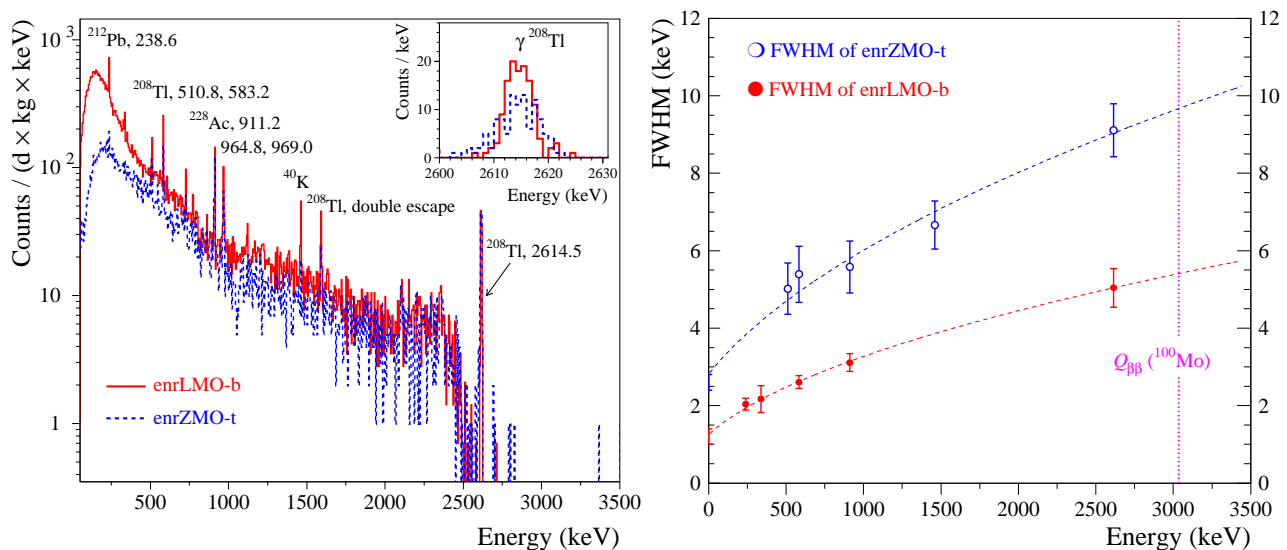 ²¹²Pb, 238.6
²⁰⁸Tl, 510.8, 583.2
²²⁸Ac, 911.2
964.8, 969.0
⁴⁰K
²⁰⁸Tl, double escape
²⁰⁸Tl, 2614.5
enrLMO-b
enrZMO-t
Counts / (d × kg × keV)
10³
10²
10
1
500 1000 1500 2000 2500 3000 3500
Energy (keV)
γ ²⁰⁸Tl
Counts / keV
20
10
0
2600 2610 2620 2630
Energy (keV)
FWHM of enrZMO-t
FWHM of enrLMO-b
Q_ββ (¹⁰⁰Mo)
FWHM (keV)
12 12
10 10
8 8
6 6
4 4
2 2
0 0
0 500 1000 1500 2000 2500 3000 3500
Energy (keV)